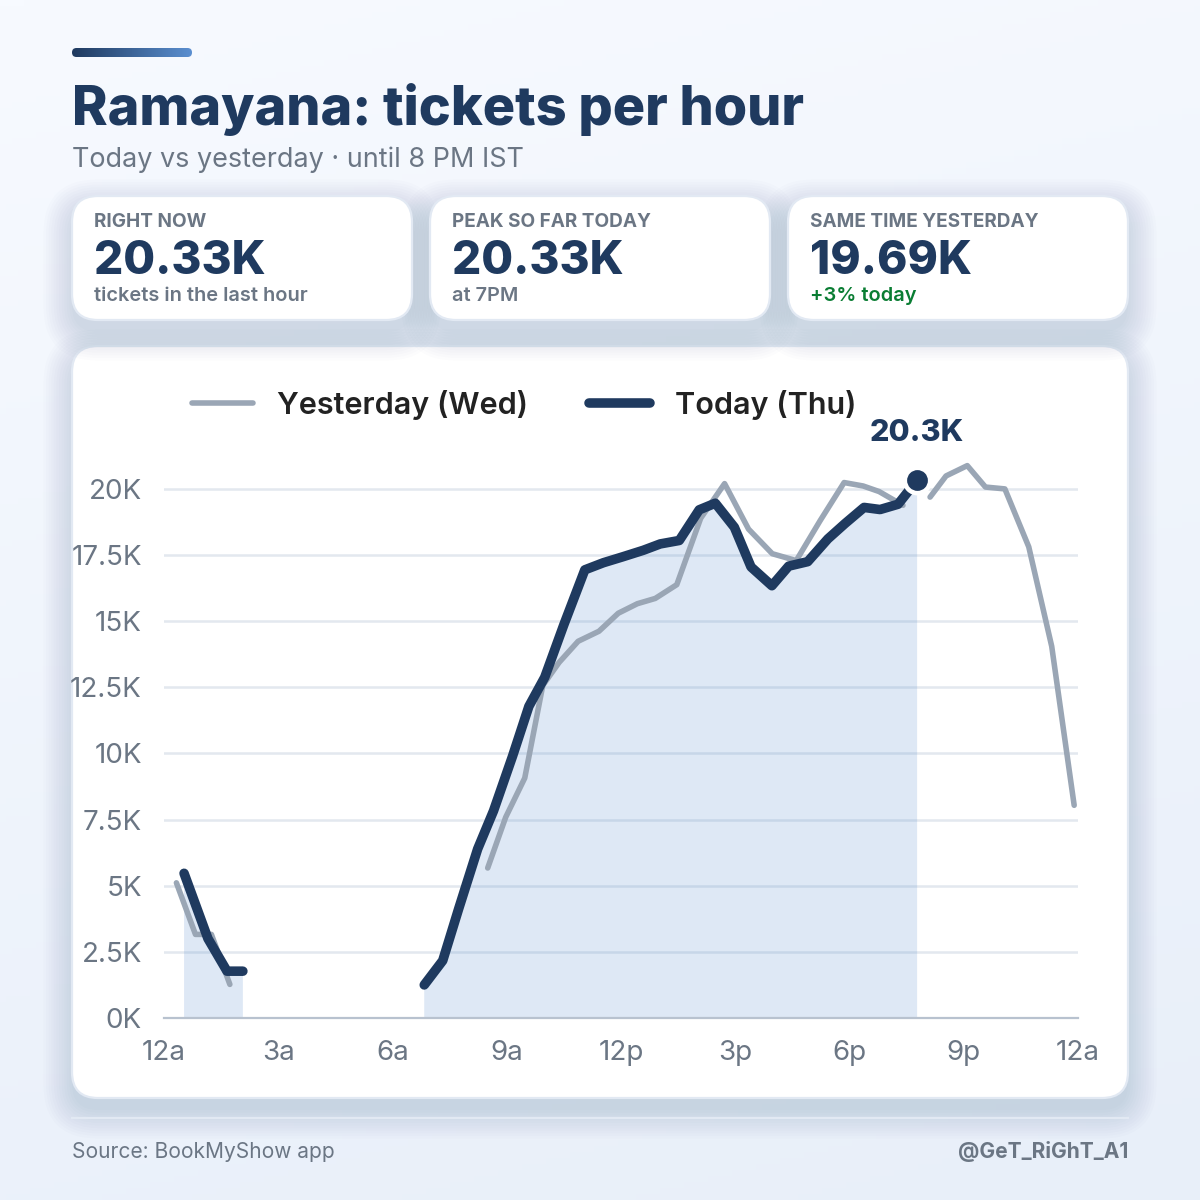 Ramayana: tickets per hour
Today vs yesterday · until 8 PM IST
RIGHT NOW
20.33K
tickets in the last hour
PEAK SO FAR TODAY
20.33K
at 7PM
SAME TIME YESTERDAY
19.69K
+3% today
Yesterday (Wed)
Today (Thu)
20.3K
20K
17.5K
15K
12.5K
10K
7.5K
5K
2.5K
0K
12a 3a 6a 9a 12p 3p 6p 9p 12a
Source: BookMyShow app
@GeT_RiGhT_A1